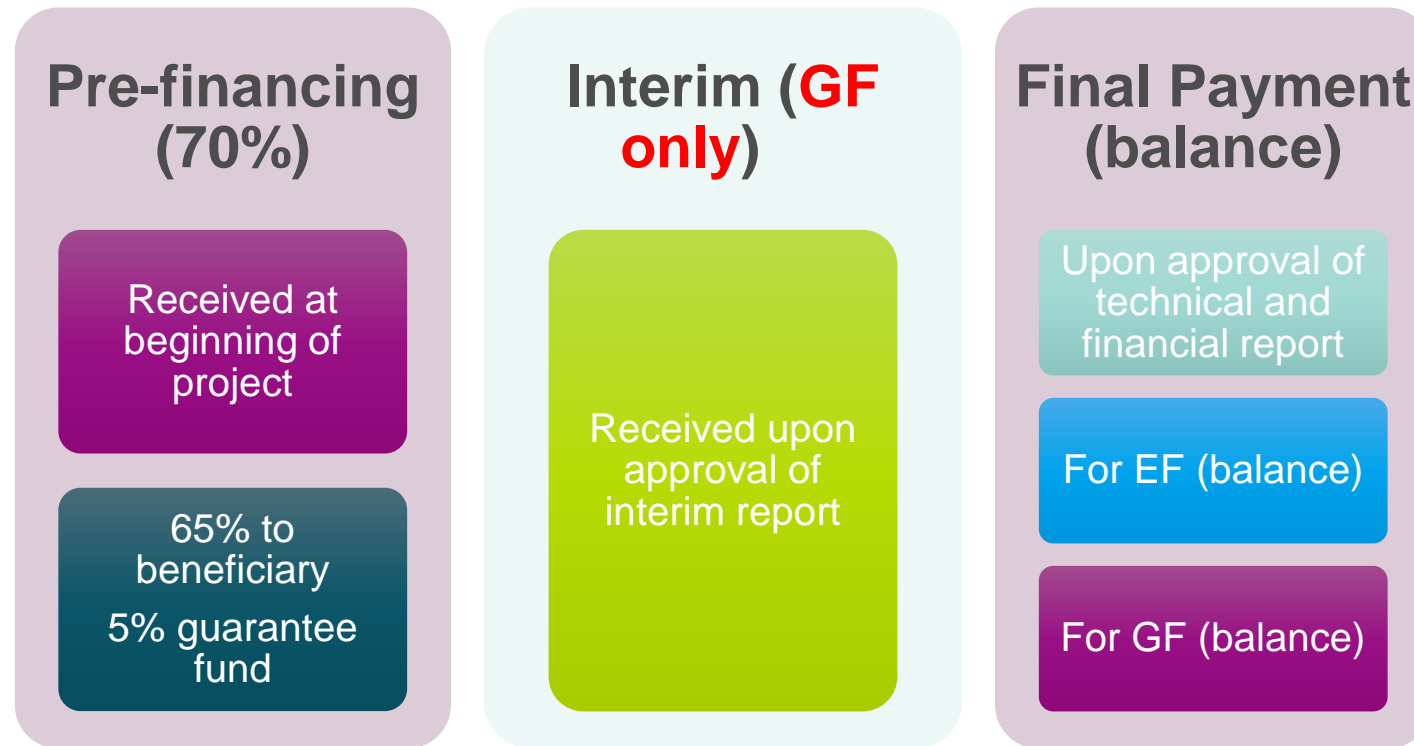 Pre-financing
(70%)
Received at
beginning of
project
65% to
beneficiary
5% guarantee
fund
Interim (GF
only)
Received upon
approval of
interim report
Final Payment
(balance)
Upon approval of
technical and
financial report
For EF (balance)
For GF (balance)